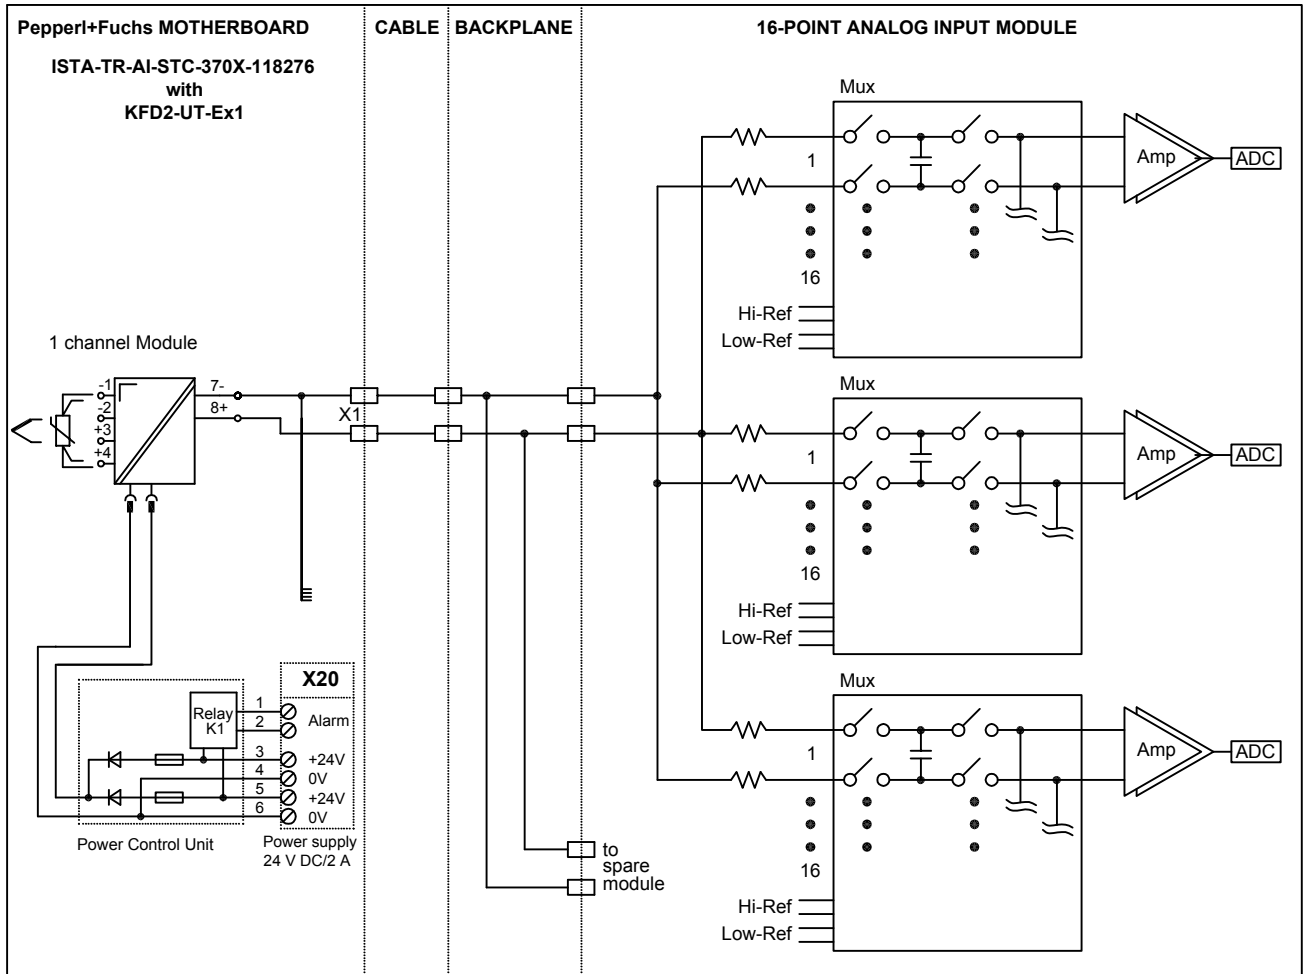 Pepperl+Fuchs MOTHERBOARD
CABLE
BACKPLANE
16-POINT ANALOG INPUT MODULE
ISTA-TR-AI-STC-370X-118276
with
KFD2-UT-Ex1
Mux
1
16
Hi-Ref
Low-Ref
Amp
ADC
1 channel Module
-1
-2
+3
+4
7-
8+
X1
Mux
1
16
Hi-Ref
Low-Ref
Amp
ADC
X20
Relay
K1
1
2
3
4
5
6
Alarm
+24V
0V
+24V
0V
Power Control Unit
Power supply
24 V DC/2 A
to
spare
module
Mux
1
16
Hi-Ref
Low-Ref
Amp
ADC